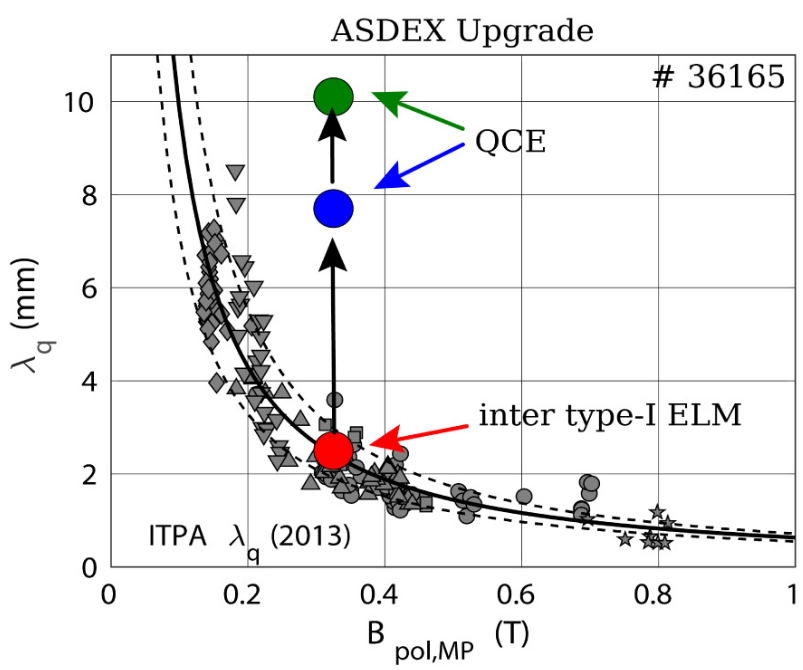 ASDEX Upgrade
# 36165
10
8
6
4
2
0
λq (mm)
QCE
inter type-I ELM
ITPA λq (2013)
0
0.2
0.4
0.6
0.8
1
Bpol,MP (T)